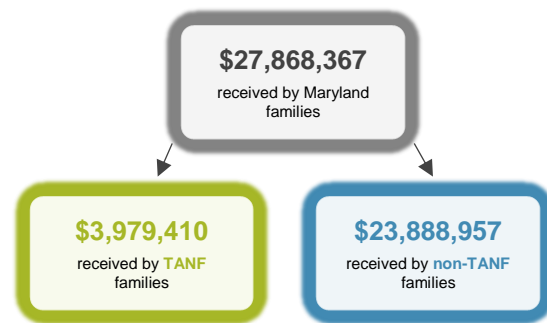 $27,868,367
received by Maryland
families
$3,979,410
received by TANF
families
$23,888,957
received by non-TANF
families